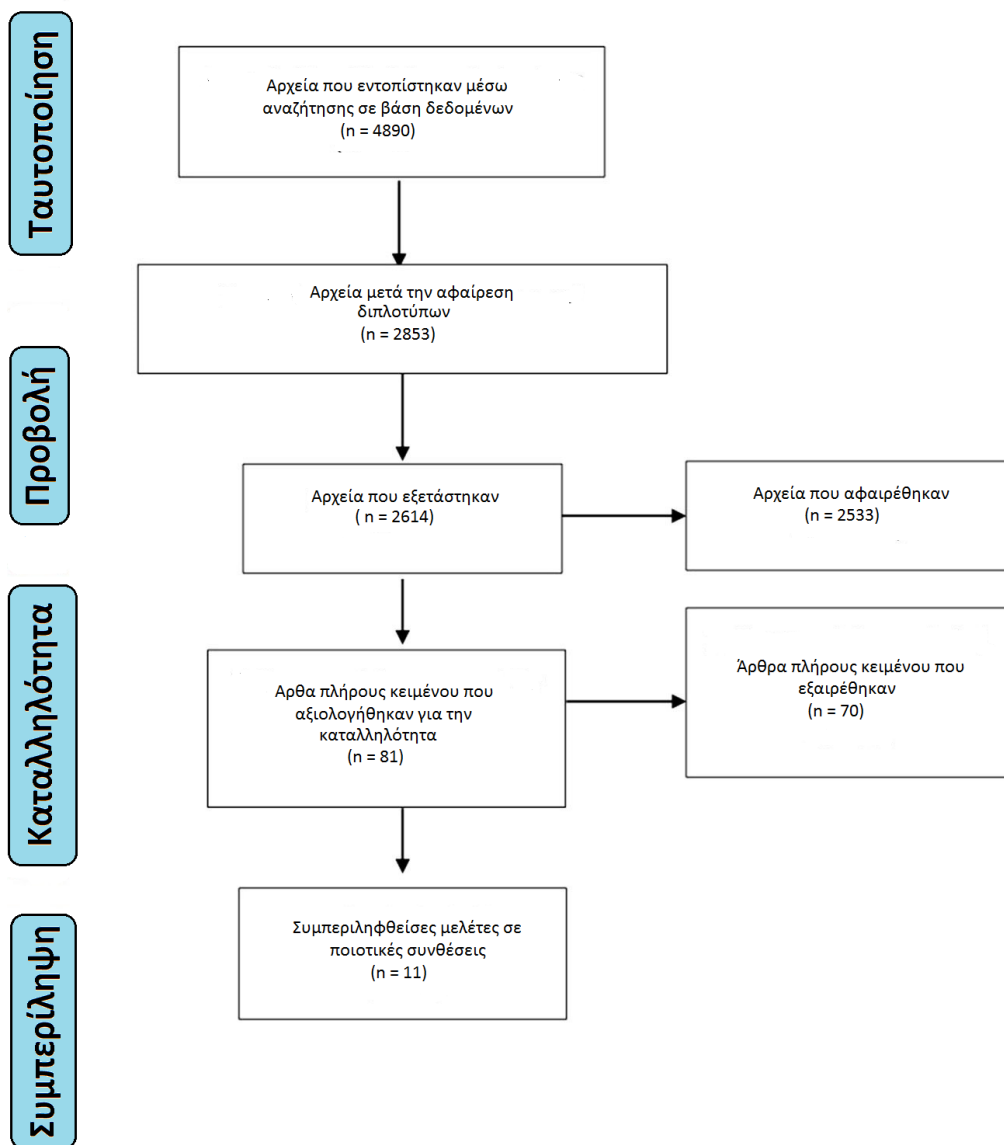 Ταυτοποίηση
Αρχεία που εντοπίστηκαν μέσω
αναζήτησης σε βάση δεδομένων
(n = 4890)
Αρχεία μετά την αφαίρεση
διπλοτύπων
(n = 2853)
Προβολή
Αρχεία που εξετάστηκαν
( n = 2614)
Αρχεία που αφαιρέθηκαν
(n = 2533)
Καταλληλότητα
Αρθα πλήρους κειμένου που
αξιολογήθηκαν για την
καταλληλότητα
(n = 81)
Άρθρα πλήρους κειμένου που
εξαιρέθηκαν
(n = 70)
Συμπερίληψη
Συμπεριληφθείσες μελέτες σε
ποιοτικές συνθέσεις
(n = 11)